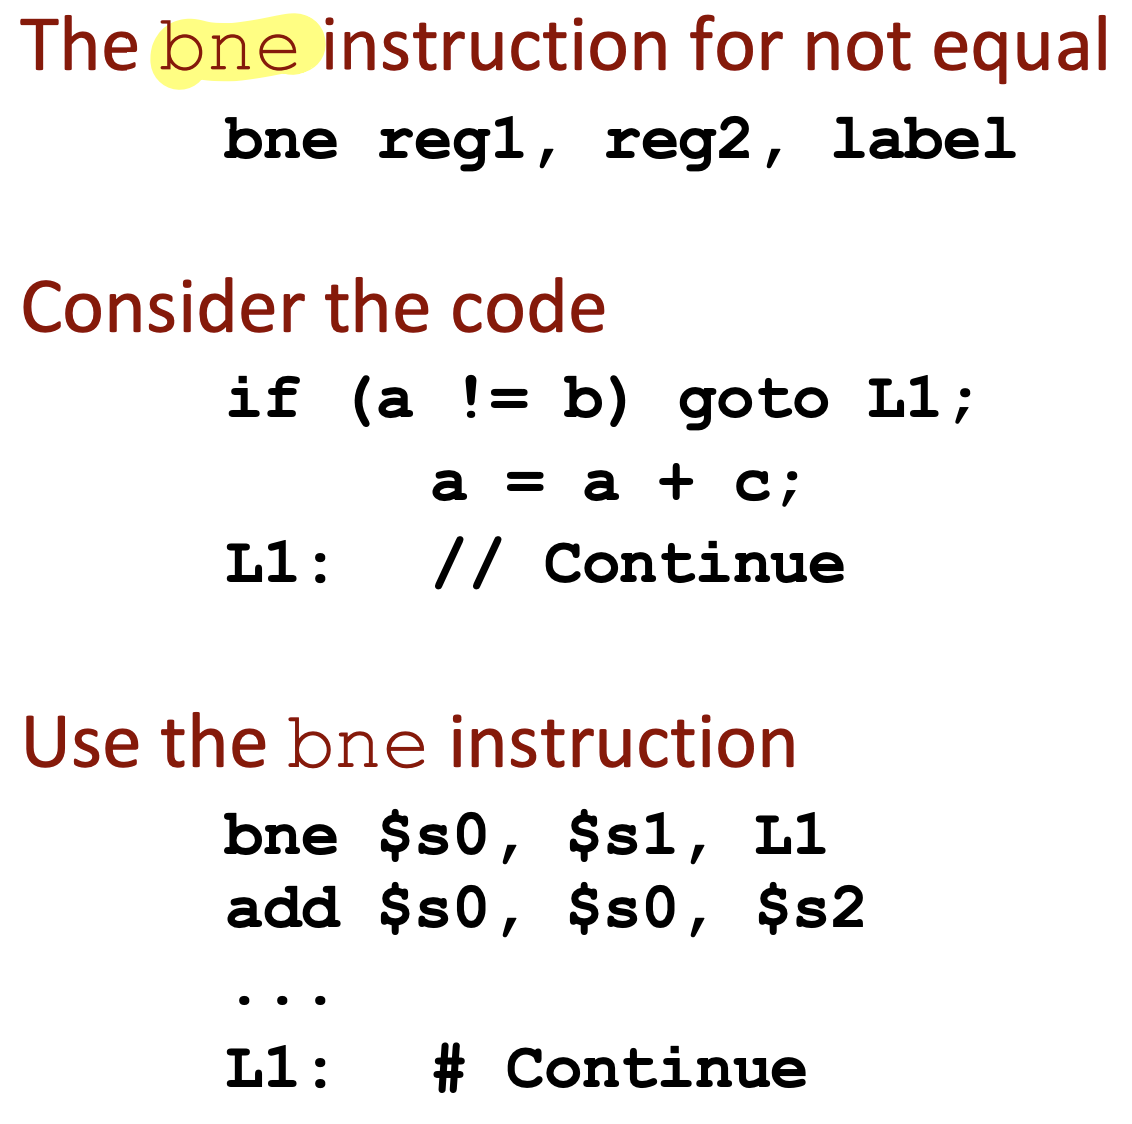 The bne instruction for not equal
bne reg1, reg2, label
Consider the code
if (a != b) goto L1;
a = a + c;
L1: // Continue
Use the bne instruction
bne $s0, $s1, L1
add $s0, $s0, $s2
...
L1: # Continue